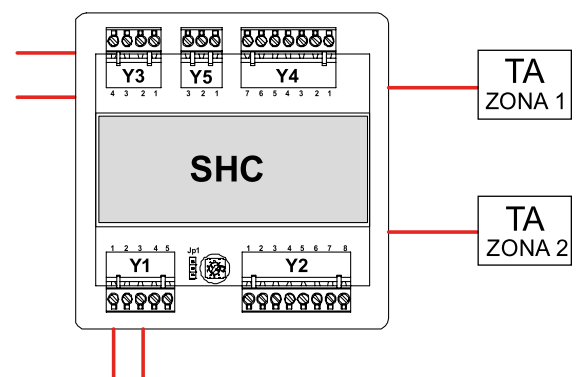 Y3 Y5 Y4
4 3 2 1 3 2 1 7 6 5 4 3 2 1
TA
ZONA 1
SHC
TA
ZONA 2
1 2 3 4 5 Jp1 1 2 3 4 5 6 7 8
Y1 Y2